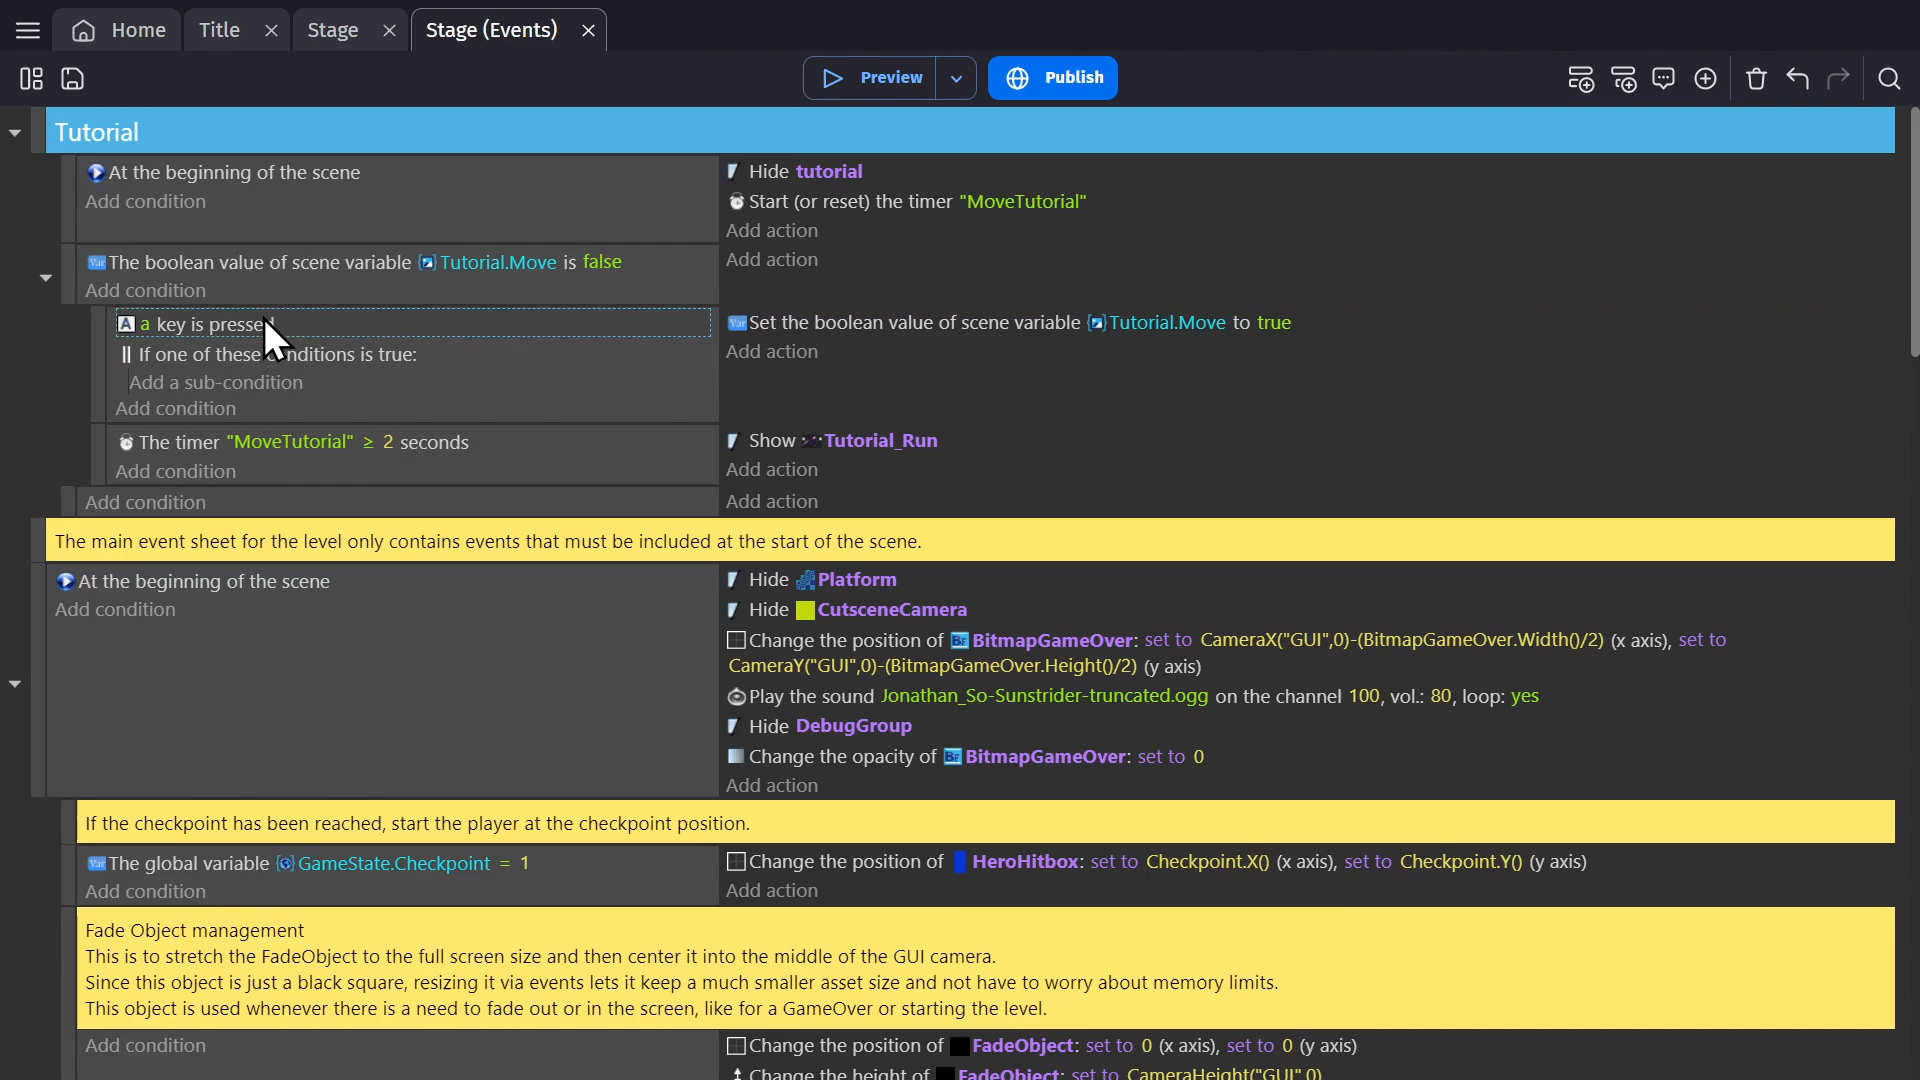 Home
Title
Stage
Stage (Events)
Preview
Publish
Tutorial
At the beginning of the scene
Add condition
Hide tutorial
Start (or reset) the timer "MoveTutorial"
Add action
The boolean value of scene variable Tutorial.Move is false
Add condition
Add action
a key is pressed
If one of these conditions is true:
Add a sub-condition
Add condition
Set the boolean value of scene variable Tutorial.Move to true
Add action
The timer "MoveTutorial" ≥ 2 seconds
Add condition
Show Tutorial_Run
Add action
Add condition
Add action
The main event sheet for the level only contains events that must be included at the start of the scene.
At the beginning of the scene
Add condition
Hide Platform
Hide CutsceneCamera
Change the position of BitmapGameOver: set to CameraX("GUI",0)-(BitmapGameOver.Width()/2) (x axis), set to
CameraY("GUI",0)-(BitmapGameOver.Height()/2) (y axis)
Play the sound Jonathan_So-Sunstrider-truncated.ogg on the channel 100, vol.: 80, loop: yes
Hide DebugGroup
Change the opacity of BitmapGameOver: set to 0
Add action
If the checkpoint has been reached, start the player at the checkpoint position.
The global variable GameState.Checkpoint = 1
Add condition
Change the position of HeroHitbox: set to Checkpoint.X() (x axis), set to Checkpoint.Y() (y axis)
Add action
Fade Object management
This is to stretch the FadeObject to the full screen size and then center it into the middle of the GUI camera.
Since this object is just a black square, resizing it via events lets it keep a much smaller asset size and not have to worry about memory limits.
This object is used whenever there is a need to fade out or in the screen, like for a GameOver or starting the level.
Add condition
Change the position of FadeObject: set to 0 (x axis), set to 0 (y axis)
Change the height of FadeObject: set to CameraHeight("GUI",0)